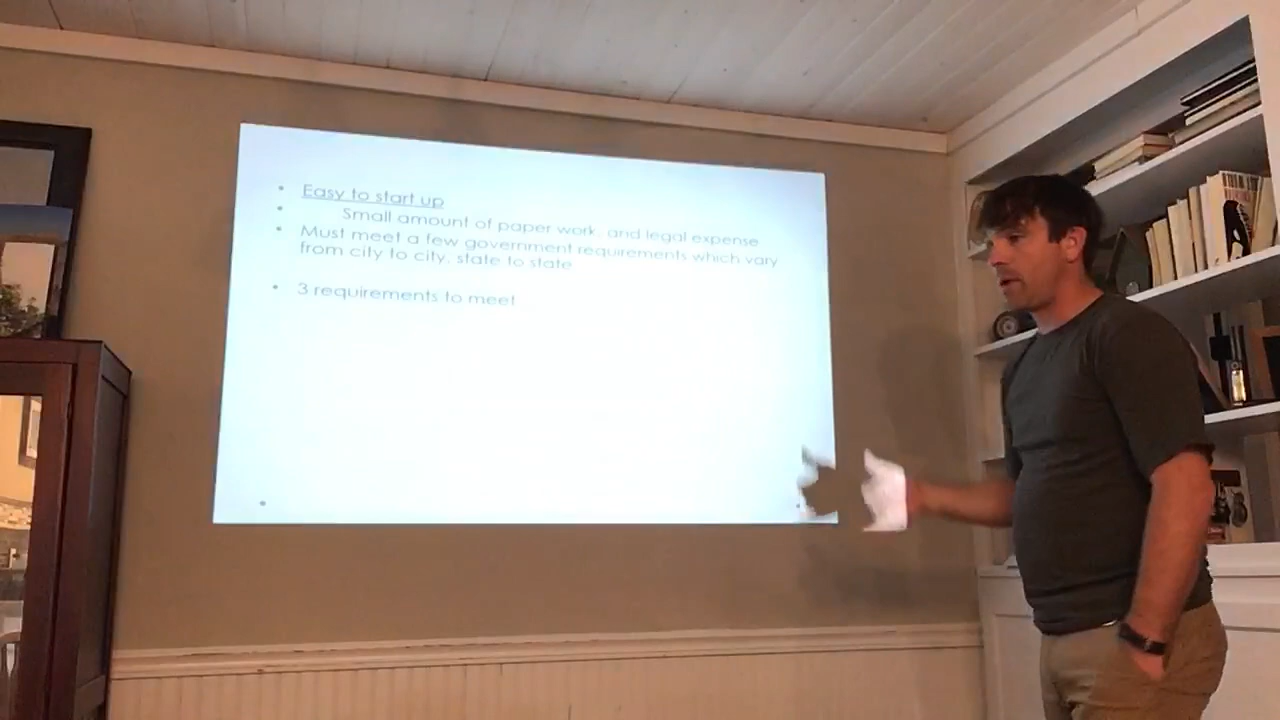 • Easy to start up
• Small amount of paper work, and legal expense
• Must meet a few government requirements which vary
from city to city, state to state
• 3 requirements to meet